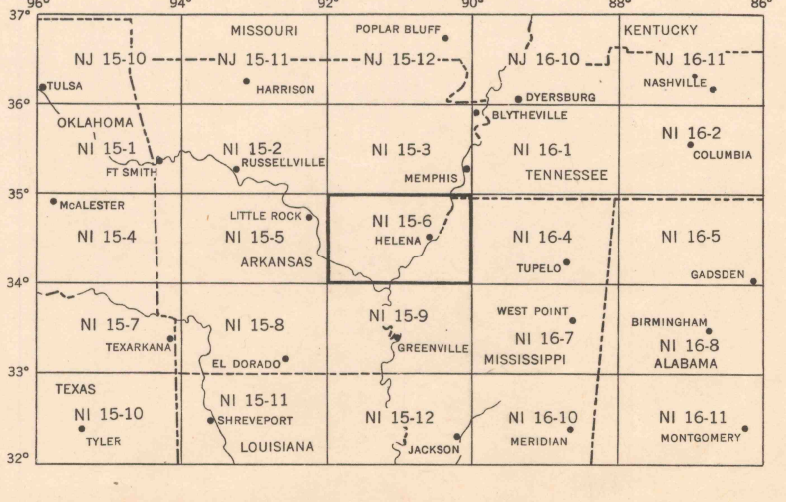 96° 94° 92° 90° 88° 86°
37°
MISSOURI POPLAR BLUFF KENTUCKY
NJ 15-10 NJ 15-11 NJ 15-12 NJ 16-10 NJ 16-11
TULSA HARRISON NASHVILLE
DYERSBURG
36°
BLYTHEVILLE
OKLAHOMA
NI 15-1 NI 15-2 NI 15-3 NI 16-1 NI 16-2
COLUMBIA
RUSSELLVILLE
FT SMITH MEMPHIS TENNESSEE
35°
McALESTER
LITTLE ROCK NI 15-6
NI 15-4 NI 15-5 HELENA NI 16-4 NI 16-5
ARKANSAS TUPELO
GADSDEN
34°
NI 15-9 WEST POINT
NI 15-7 NI 15-8 BIRMINGHAM
TEXARKANA GREENVILLE NI 16-7 NI 16-8
EL DORADO MISSISSIPPI ALABAMA
33°
TEXAS
NI 15-11
NI 15-10 SHREVEPORT NI 15-12 NI 16-10 NI 16-11
TYLER LOUISIANA JACKSON MERIDIAN MONTGOMERY
32°